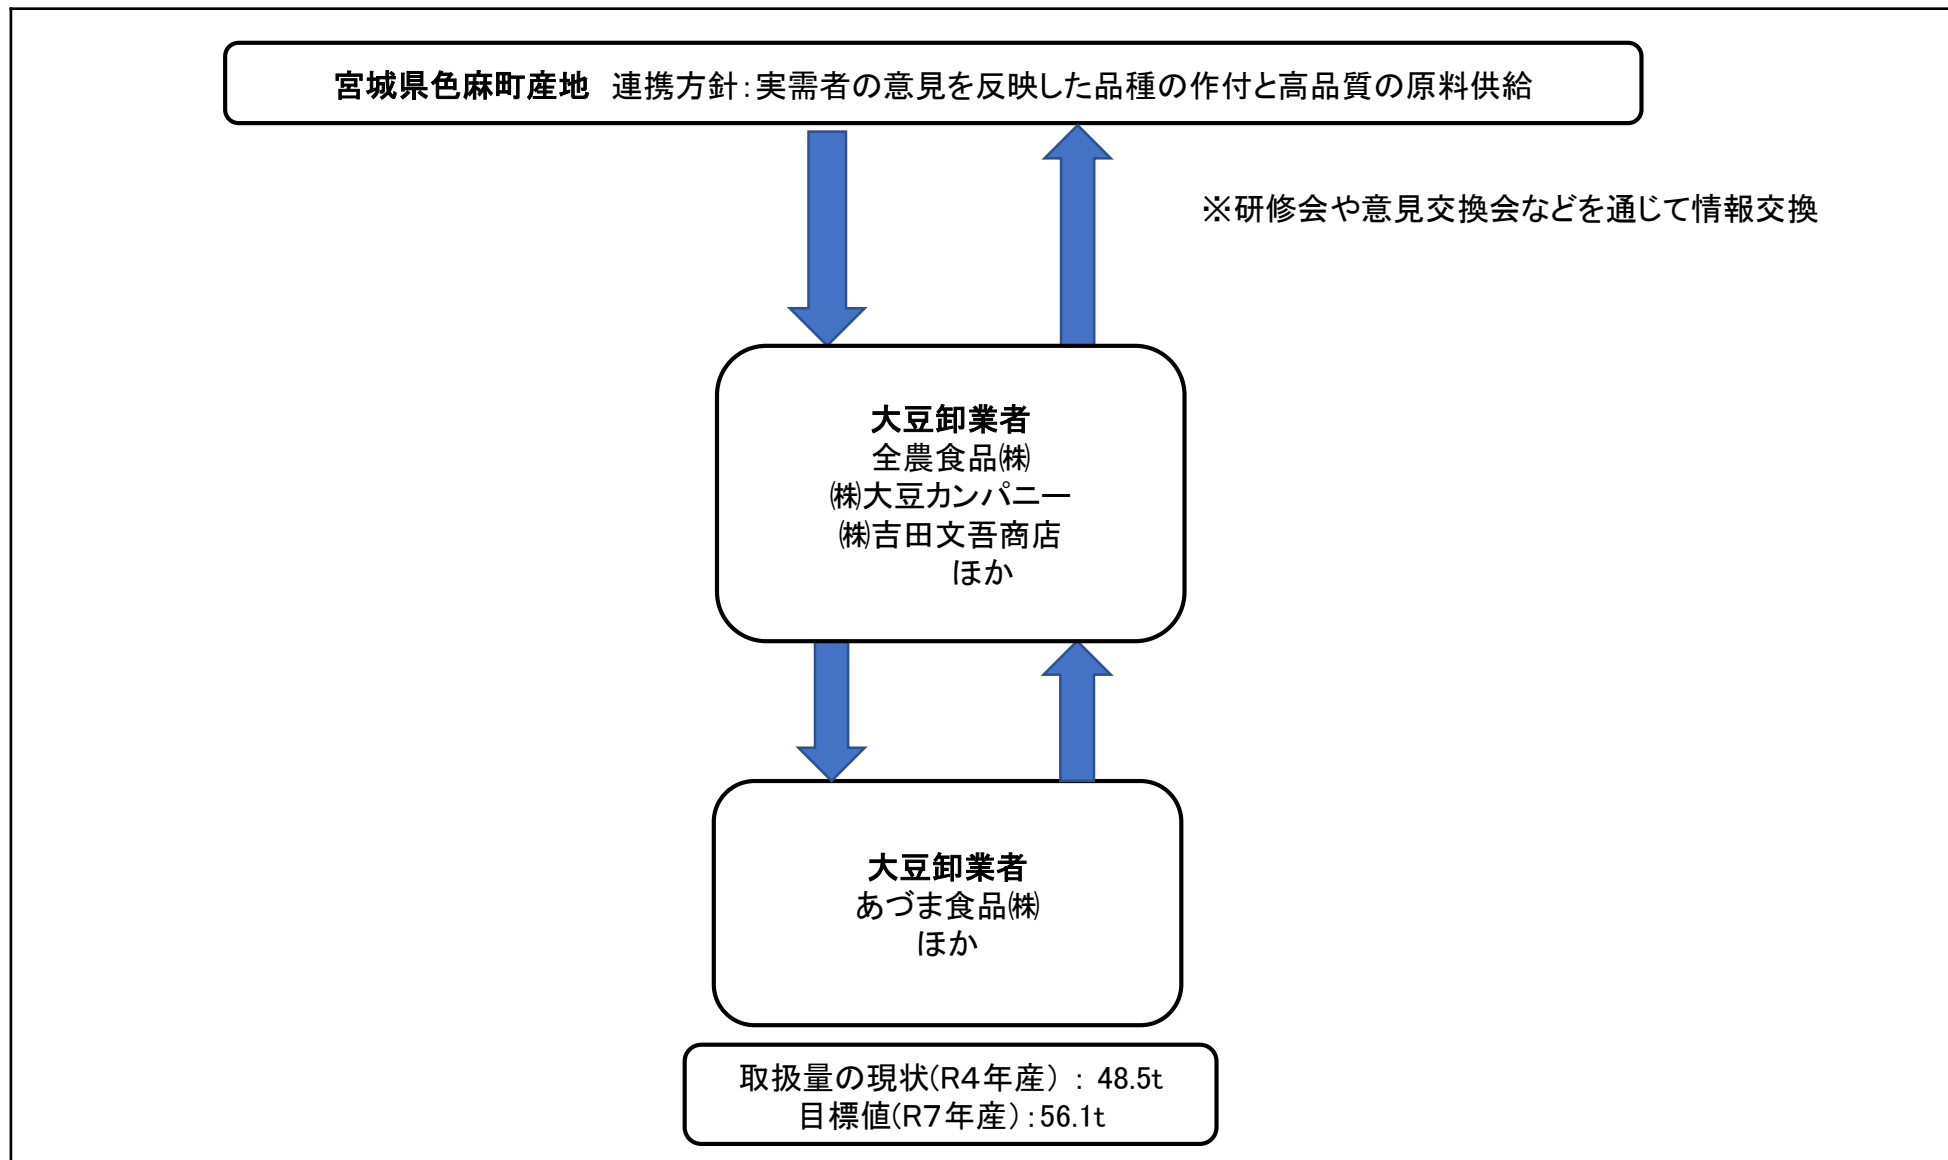 宮城県色麻町産地 連携方針：実需者の意見を反映した品種の作付と高品質の原料供給
※研修会や意見交換会などを通じて情報交換
大豆卸業者
全農食品㈱
㈱大豆カンパニー
㈱吉田文吾商店
ほか
大豆卸業者
あづま食品㈱
ほか
取扱量の現状(R４年産）： 48.5t
目標値(R７年産）：56.1t